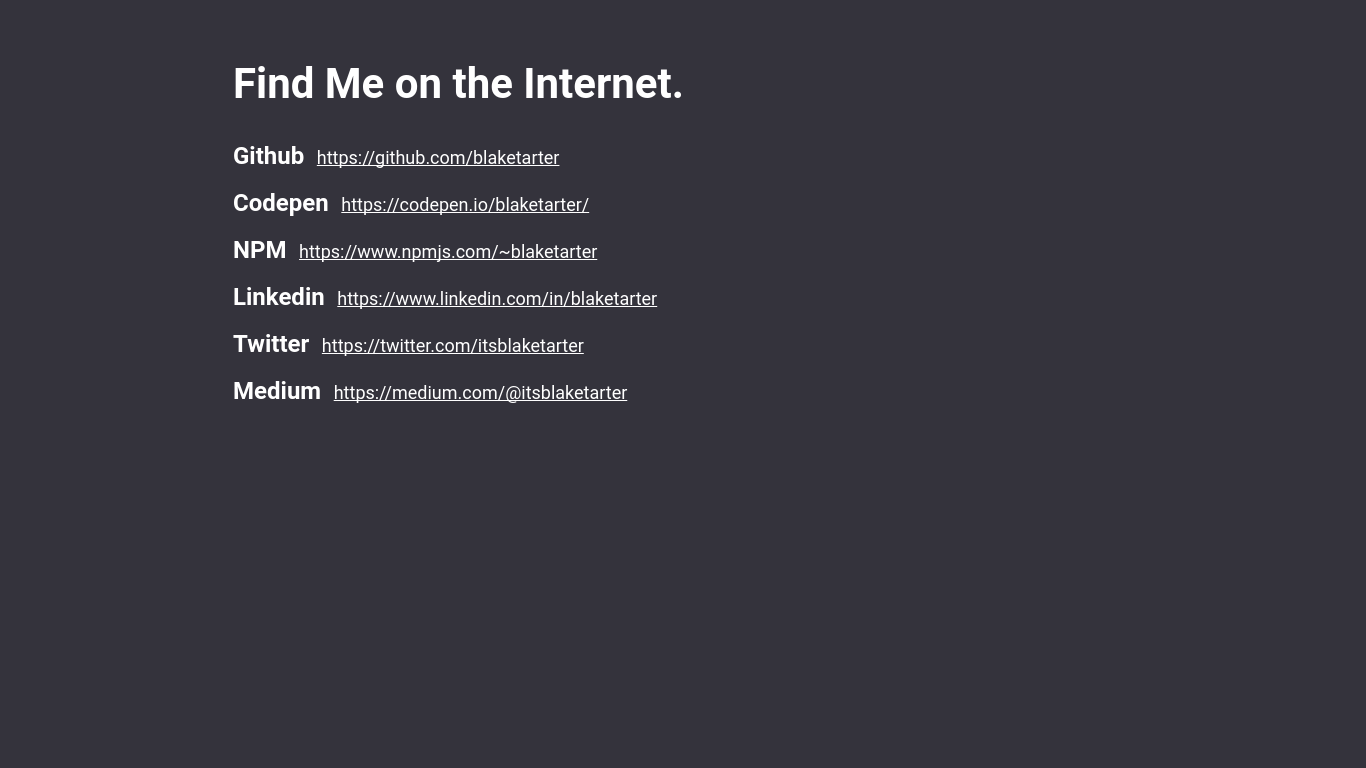 Find Me on the Internet.
Github https://github.com/blaketarter
Codepen https://codepen.io/blaketarter/
NPM https://www.npmjs.com/~blaketarter
Linkedin https://www.linkedin.com/in/blaketarter
Twitter https://twitter.com/itsblaketarter
Medium https://medium.com/@itsblaketarter